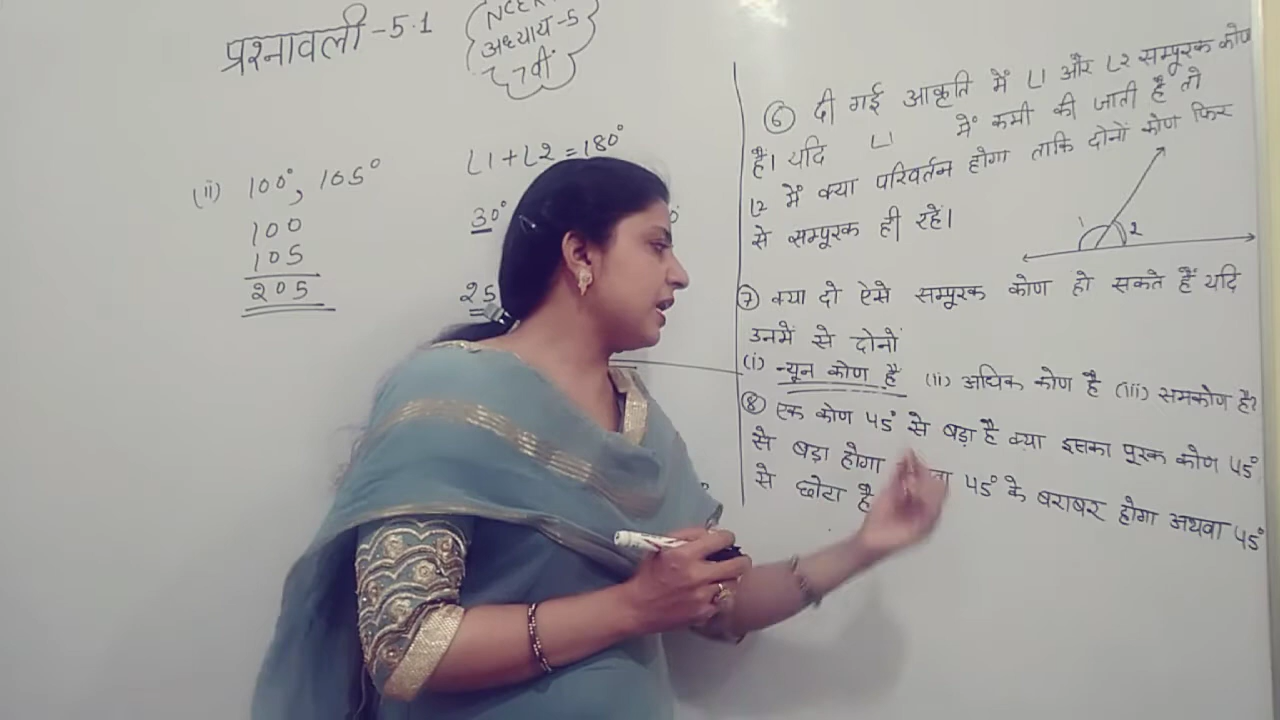 प्रश्नावली - 5.1
NCER
अध्याय-5
7वीं
(ii) 100°, 105°
100
105
205
∠1+∠2=180°
30°
25
⑥ दी गई आकृति में ∠1 और ∠2 सम्पूरक कोण
हैं। यदि ∠1 में कमी की जाती है तो
∠2 में क्या परिवर्तन होगा ताकि दोनों कोण फिर
से सम्पूरक ही रहें।
1 2
⑦ क्या दो ऐसे सम्पूरक कोण हो सकते हैं यदि
उनमें से दोनों
(i) न्यून कोण है (ii) अधिक कोण है (iii) समकोण है?
⑧ एक कोण 45° से बड़ा है क्या इसका पूरक कोण 45°
से बड़ा होगा 45° के बराबर होगा अथवा 45°
से छोटा है